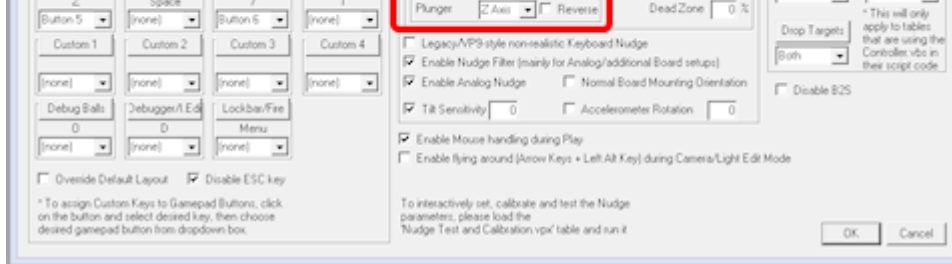 Z Space / 1
Button 5 (none) Button 6 (none)
Custom 1 Custom 2 Custom 3 Custom 4
(none) (none) (none) (none)
Debug Balls Debugger/I.Edi Lockbar/Fire
O D Menu
(none) (none) (none)
Override Default Layout Disable ESC key
* To assign Custom Keys to Gamepad Buttons, click
on the button and select desired key, then choose
desired gamepad button from dropdown box.
Plunger Z Axis Reverse Dead Zone 0 %
Legacy/VP9-style non-realistic Keyboard Nudge
Enable Nudge Filter (mainly for Analog/additional Board setups)
Enable Analog Nudge Normal Board Mounting Orientation
Tilt Sensitivity 0 Accelerometer Rotation 0
Enable Mouse handling during Play
Enable flying around (Arrow Keys + Left Alt Key) during Camera/Light Edit Mode
To interactively set, calibrate and test the Nudge
parameters, please load the
'Nudge Test and Calibration.vpx' table and run it
Drop Targets
Both
* This will only
apply to tables
that are using the
Controller.vbs in
their script code
Disable B2S
OK Cancel